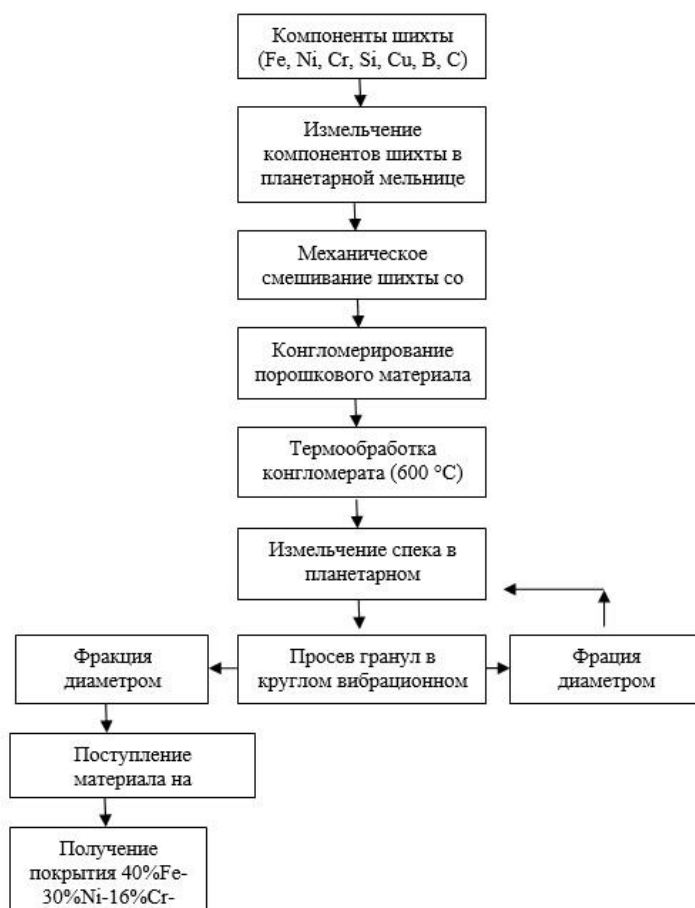 Компоненты шихты
(Fe, Ni, Cr, Si, Cu, B, C)
Измельчение
компонентов шихты в
планетарной мельнице
Механическое
смешивание шихты со
Конгломерирование
порошкового материала
Термообработка
конгломерата (600 °C)
Измельчение спека в
планетарном
Фракция
диаметром
Просев гранул в
круглом вибрационном
Фрация
диаметром
Поступление
материала на
Получение
покрытия 40%Fe-
30%Ni-16%Cr-